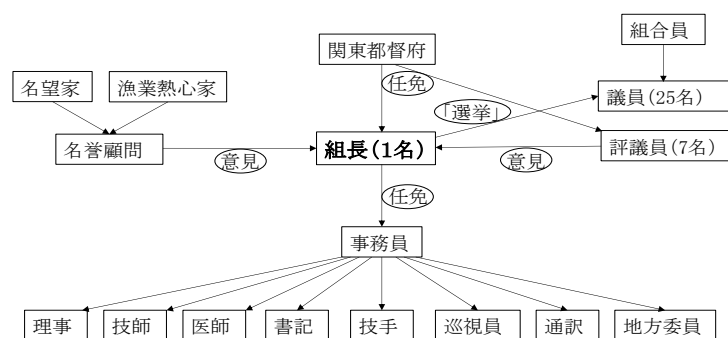 組合員
関東都督府
名望家
漁業熱心家
任免
議員(25名)
「選挙」
名誉顧問
意見
組長(1名)
意見
評議員(7名)
任免
事務員
理事
技師
医師
書記
技手
巡視員
通訳
地方委員